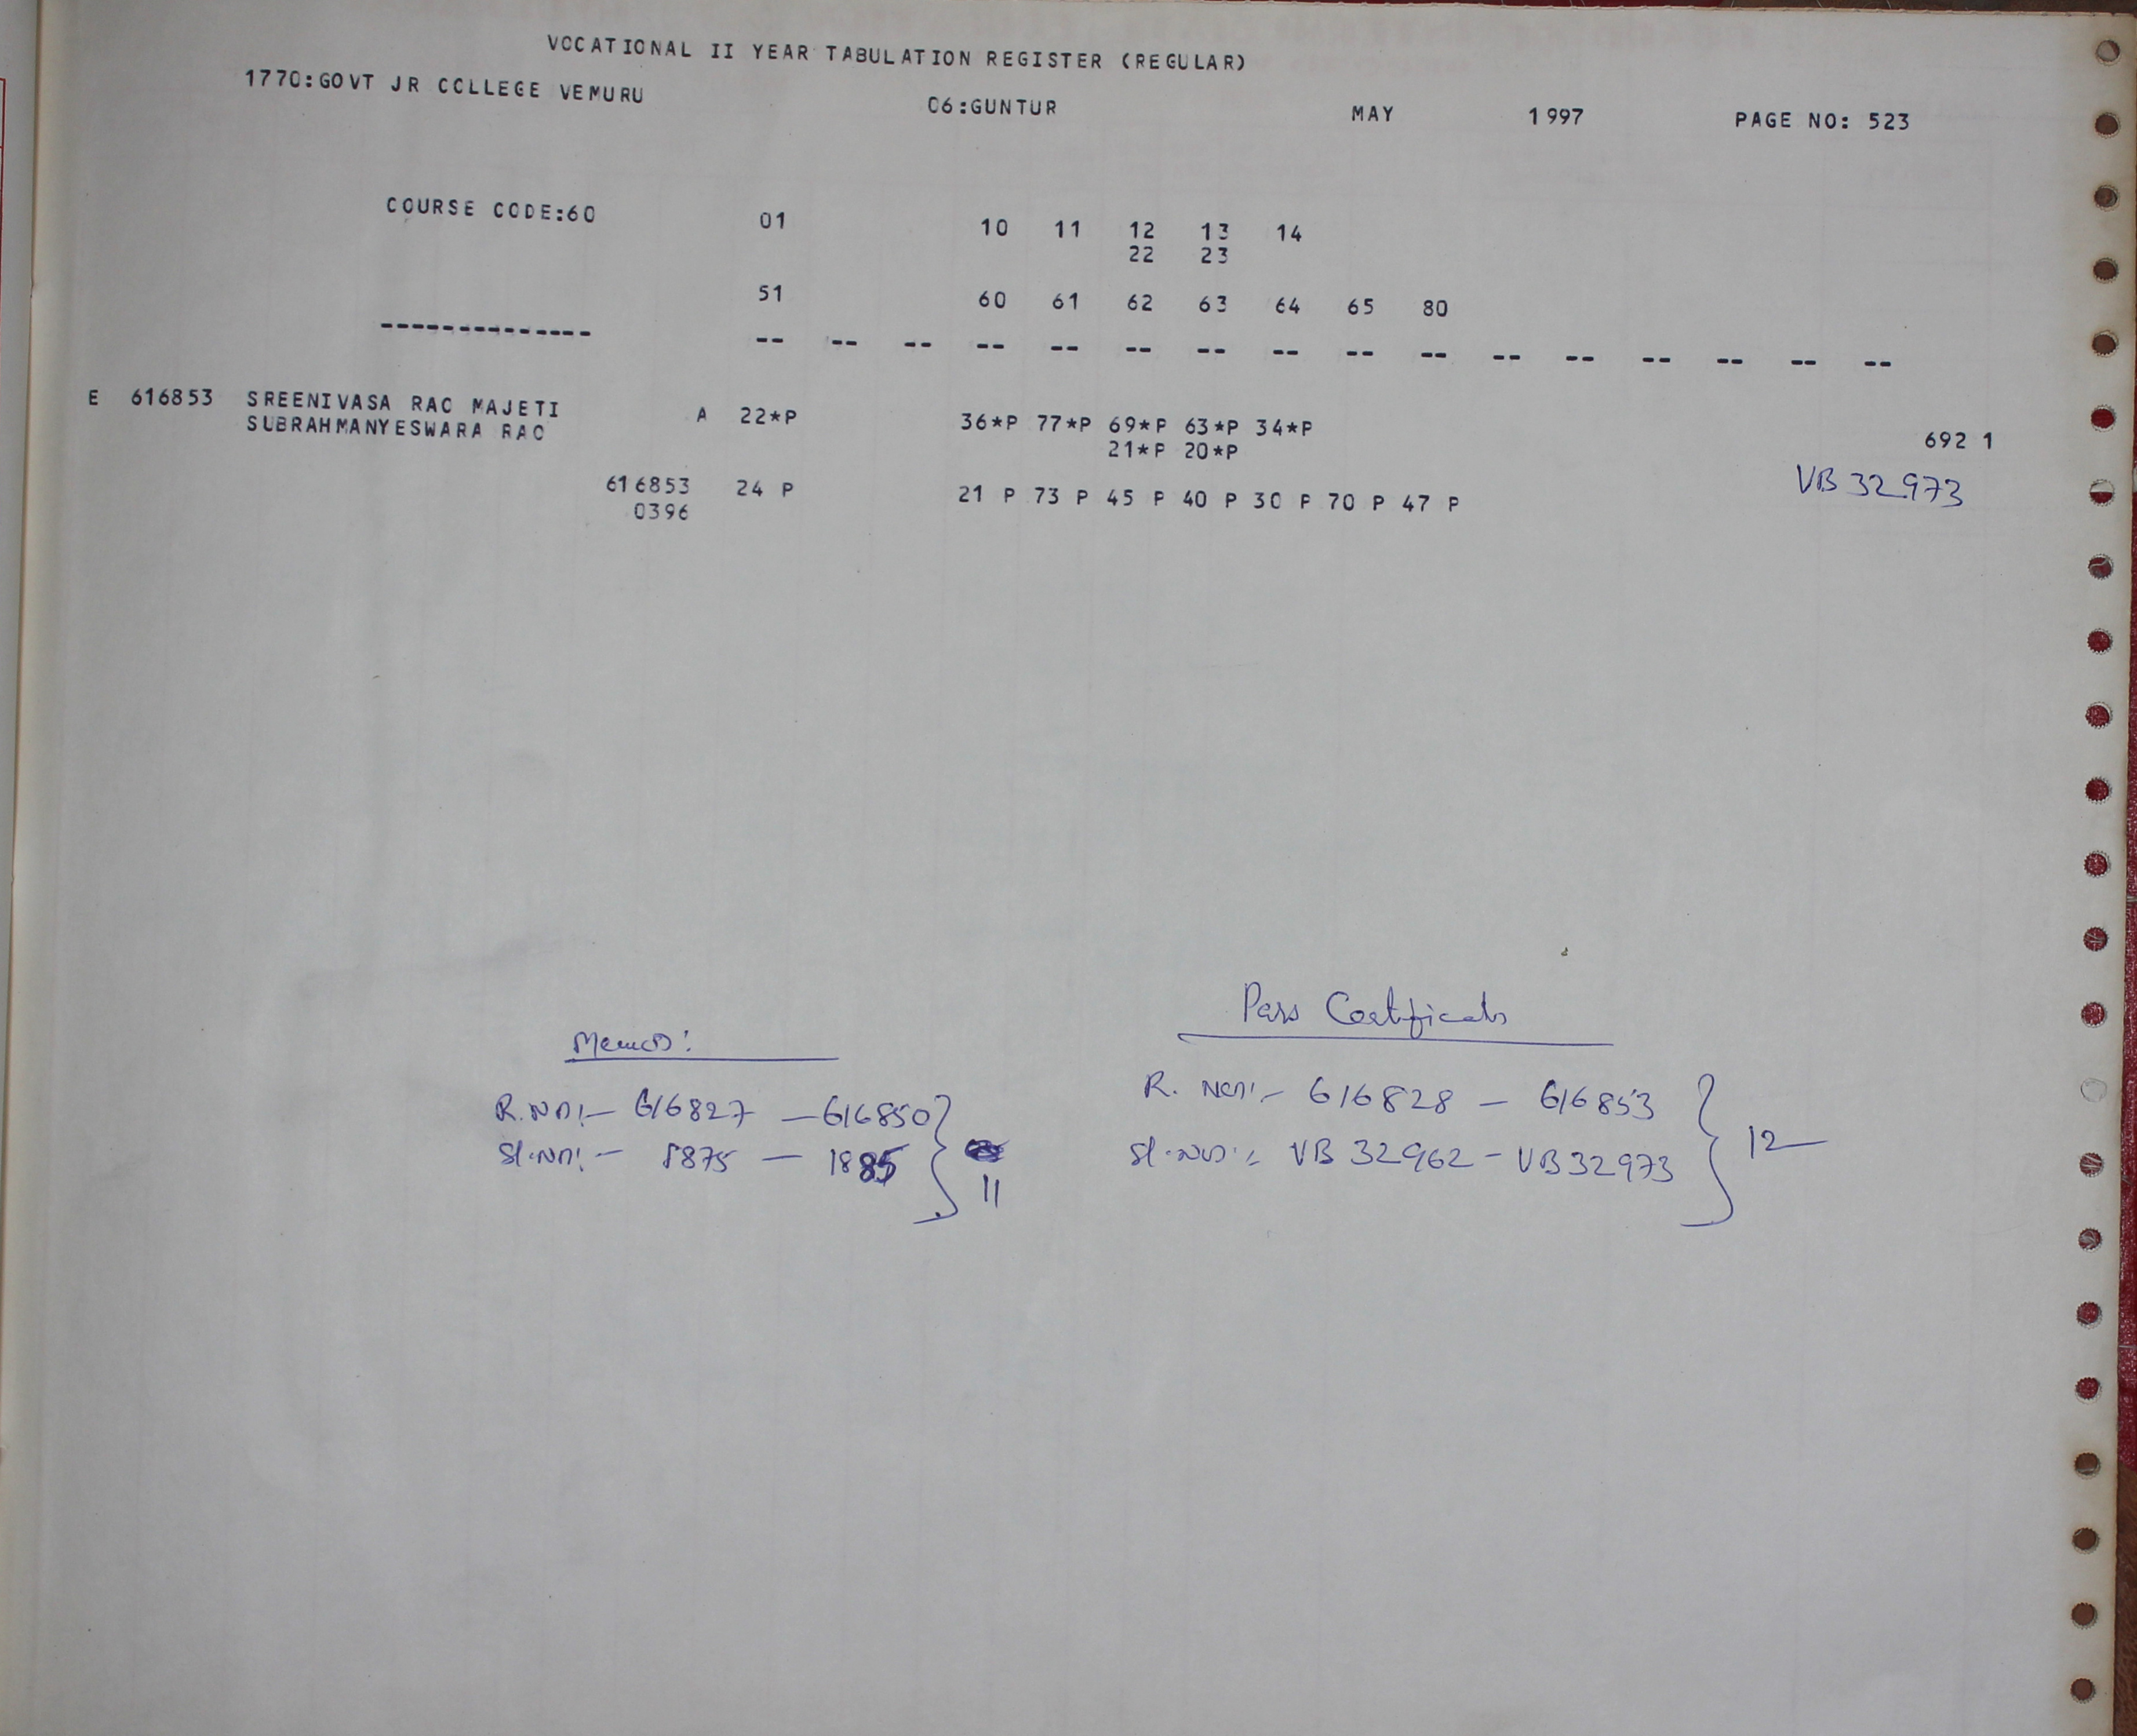 VOCATIONAL II YEAR TABULATION REGISTER (REGULAR)
1770:GOVT JR COLLEGE VEMURU 06:GUNTUR MAY 1997 PAGE NO: 523
COURSE CODE:60 01 10 11 12 13 14
22 23
51 60 61 62 63 64 65 80
-------------- -- -- -- -- -- -- -- -- -- -- -- -- -- -- -- --
E 616853 SREENIVASA RAO MAJETI A 22*P 36*P 77*P 69*P 63*P 34*P 692 1
SUBRAHMANYESWARA RAO 21*P 20*P
616853 24 P 21 P 73 P 45 P 40 P 30 P 70 P 47 P VB 32973
0396
Memos:
R.No:- 616827 - 616850
Sl.No:- 1875 - 1885
11
Pass Certificate
R. No:- 616828 - 616853
Sl.No:- VB 32962 - VB 32973
12